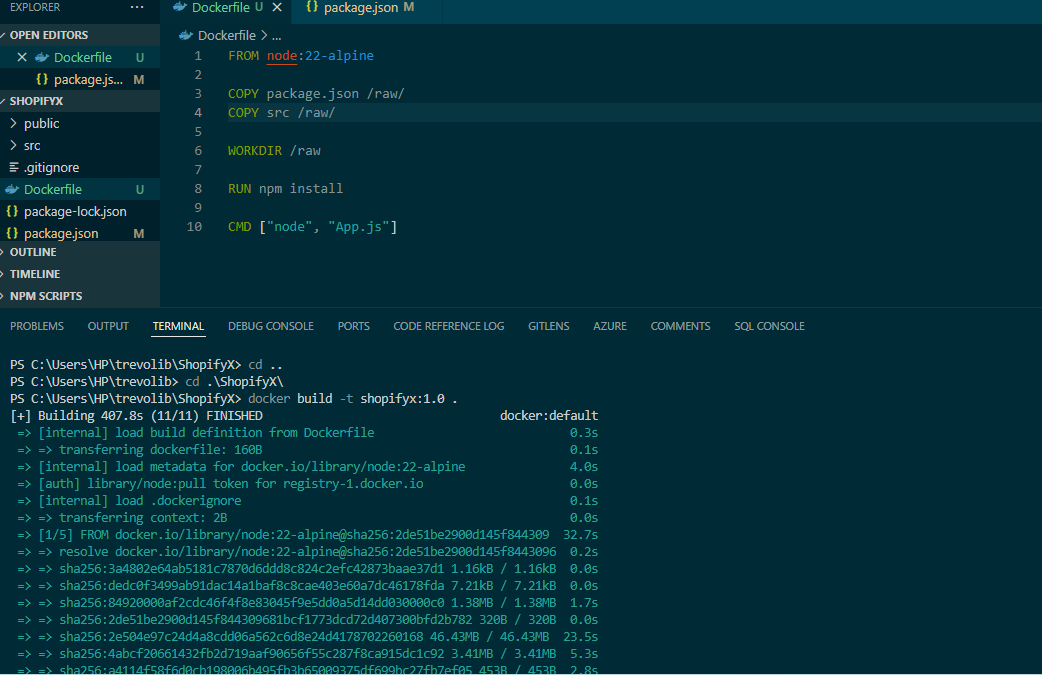 EXPLORER ...
Dockerfile U
package.json M
OPEN EDITORS
Dockerfile U
package.js... M
SHOPIFYX
public
src
.gitignore
Dockerfile U
package-lock.json
package.json M
OUTLINE
TIMELINE
NPM SCRIPTS
Dockerfile > ...
1 FROM node:22-alpine
2
3 COPY package.json /raw/
4 COPY src /raw/
5
6 WORKDIR /raw
7
8 RUN npm install
9
10 CMD ["node", "App.js"]
PROBLEMS OUTPUT TERMINAL DEBUG CONSOLE PORTS CODE REFERENCE LOG GITLENS AZURE COMMENTS SQL CONSOLE
PS C:\Users\HP\trevolib\ShopifyX> cd ..
PS C:\Users\HP\trevolib> cd .\ShopifyX\
PS C:\Users\HP\trevolib\ShopifyX> docker build -t shopifyx:1.0 .
[+] Building 407.8s (11/11) FINISHED docker:default
=> [internal] load build definition from Dockerfile 0.3s
=> => transferring dockerfile: 160B 0.1s
=> [internal] load metadata for docker.io/library/node:22-alpine 4.0s
=> [auth] library/node:pull token for registry-1.docker.io 0.0s
=> [internal] load .dockerignore 0.1s
=> => transferring context: 2B 0.0s
=> [1/5] FROM docker.io/library/node:22-alpine@sha256:2de51be2900d145f844309 32.7s
=> => resolve docker.io/library/node:22-alpine@sha256:2de51be2900d145f8443096 0.2s
=> => sha256:3a4802e64ab5181c7870d6ddd8c824c2efc42873baae37d1 1.16kB / 1.16kB 0.0s
=> => sha256:dedc0f3499ab91dac14a1baf8c8cae403e60a7dc46178fda 7.21kB / 7.21kB 0.0s
=> => sha256:84920000af2cdc46f4f8e83045f9e5dd0a5d14dd030000c0 1.38MB / 1.38MB 1.7s
=> => sha256:2de51be2900d145f844309681bcf1773dcd72d407300bfd2b782 320B / 320B 0.0s
=> => sha256:2e504e97c24d4a8cdd06a562c6d8e24d4178702260168 46.43MB / 46.43MB 23.5s
=> => sha256:4abcf20661432fb2d719aaf90656f55c287f8ca915dc1c92 3.41MB / 3.41MB 5.3s
=> => sha256:a4114f58f6d0cb198006b495fb3b65009375df699bc27fb7ef05 453B / 453B 2.8s